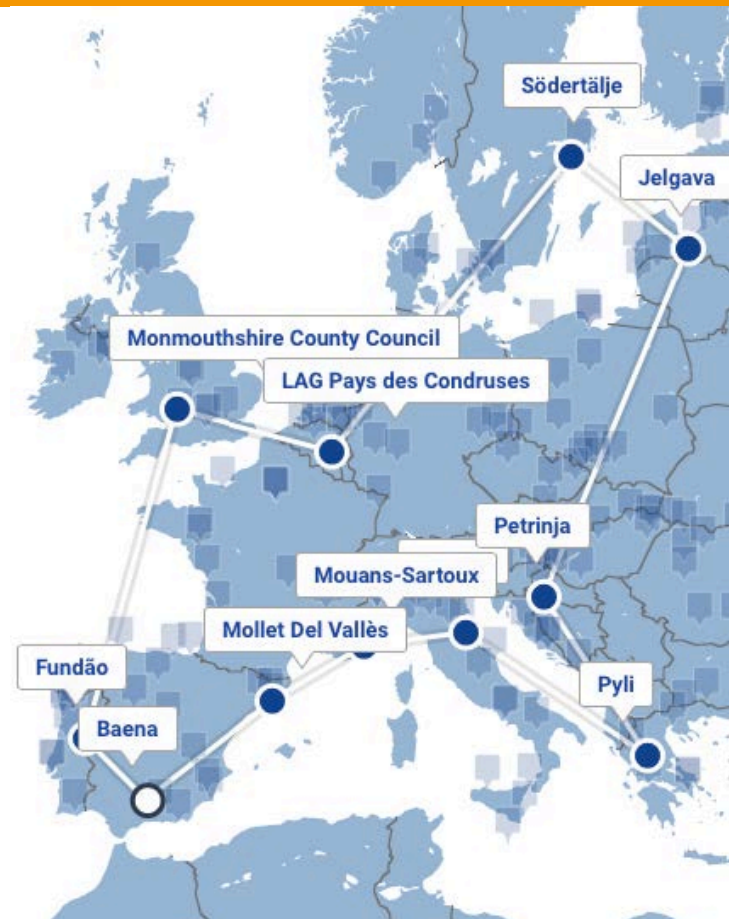 Södertälje
Jelgava
Monmouthshire County Council
LAG Pays des Condruses
Petrinja
Mouans-Sartoux
Mollet Del Vallès
Fundão
Pyli
Baena